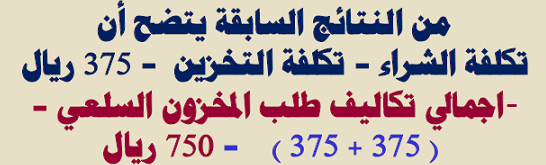 من النتائج السابقة يتضح أن
تكلفة الشراء - تكلفة التخزين - 375 ريال
-اجمالي تكاليف طلب المخزون السلعي -
( 375 + 375 ) - 750 ريال